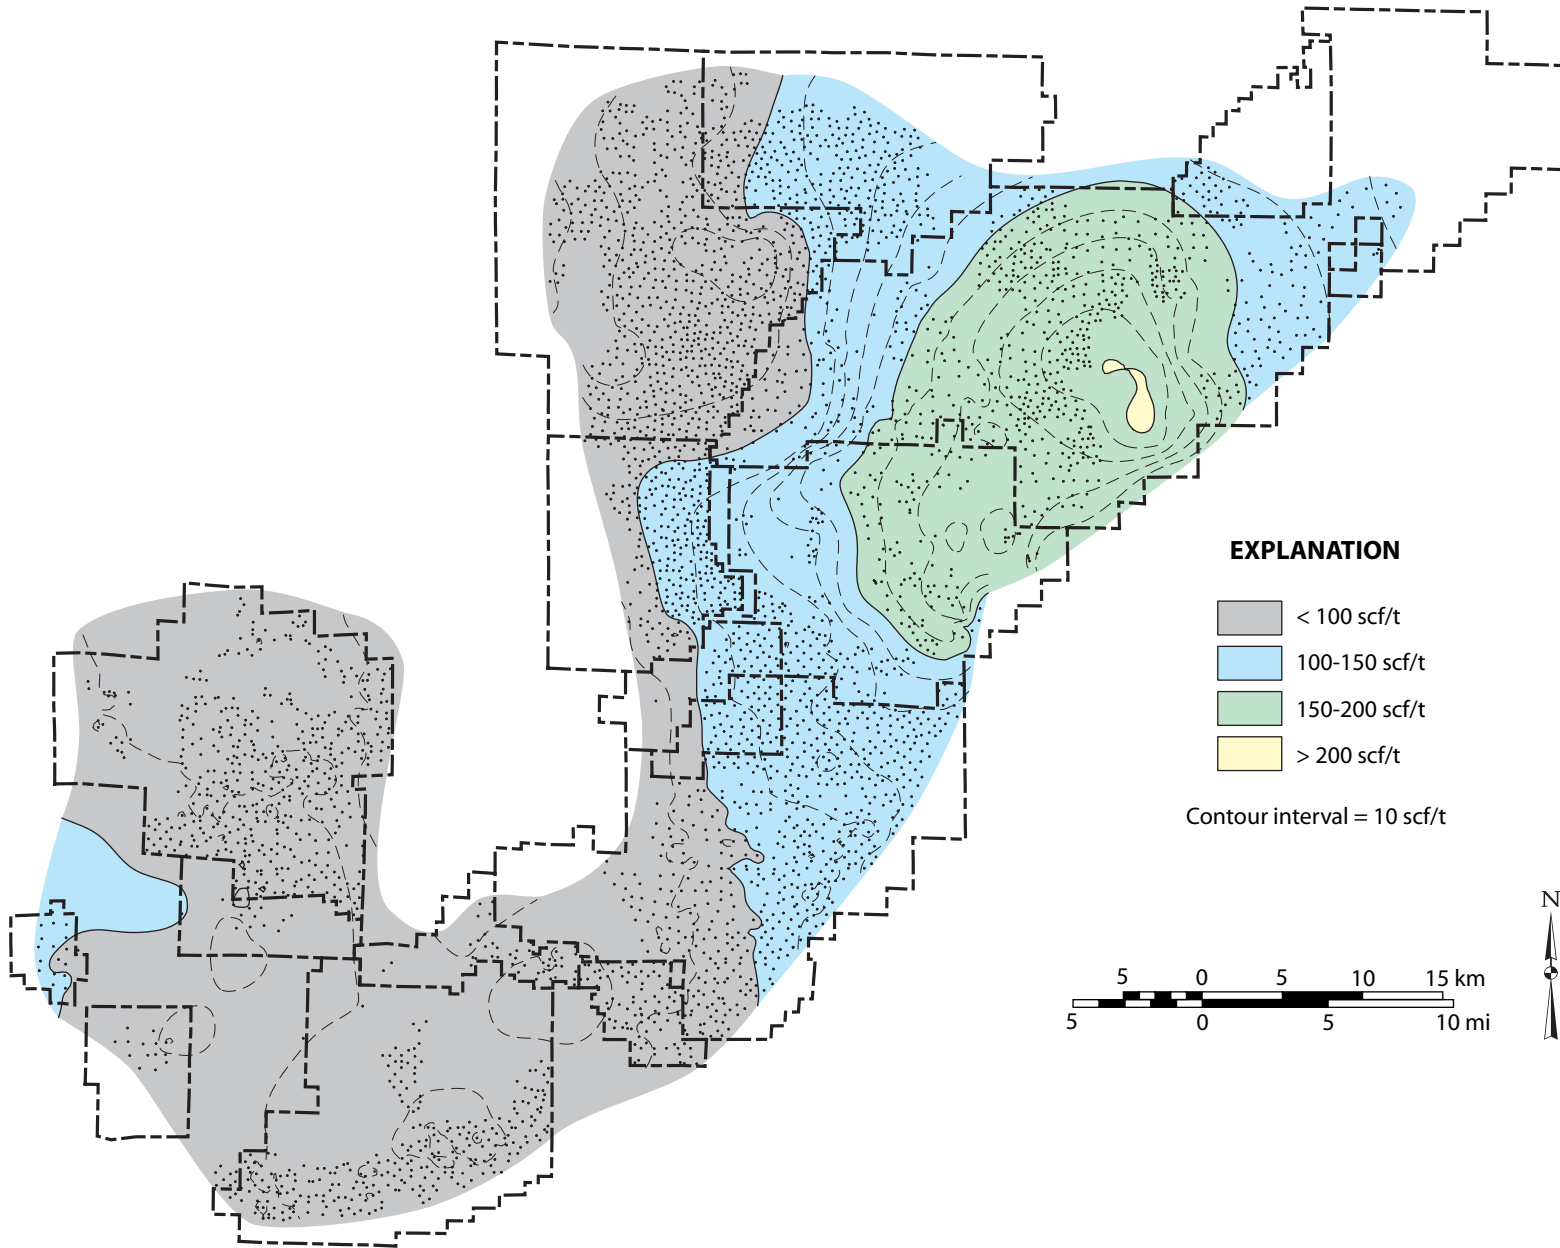 EXPLANATION
< 100 scf/t
100-150 scf/t
150-200 scf/t
> 200 scf/t
Contour interval = 10 scf/t
N
5 0 5 10 15 km
5 0 5 10 mi